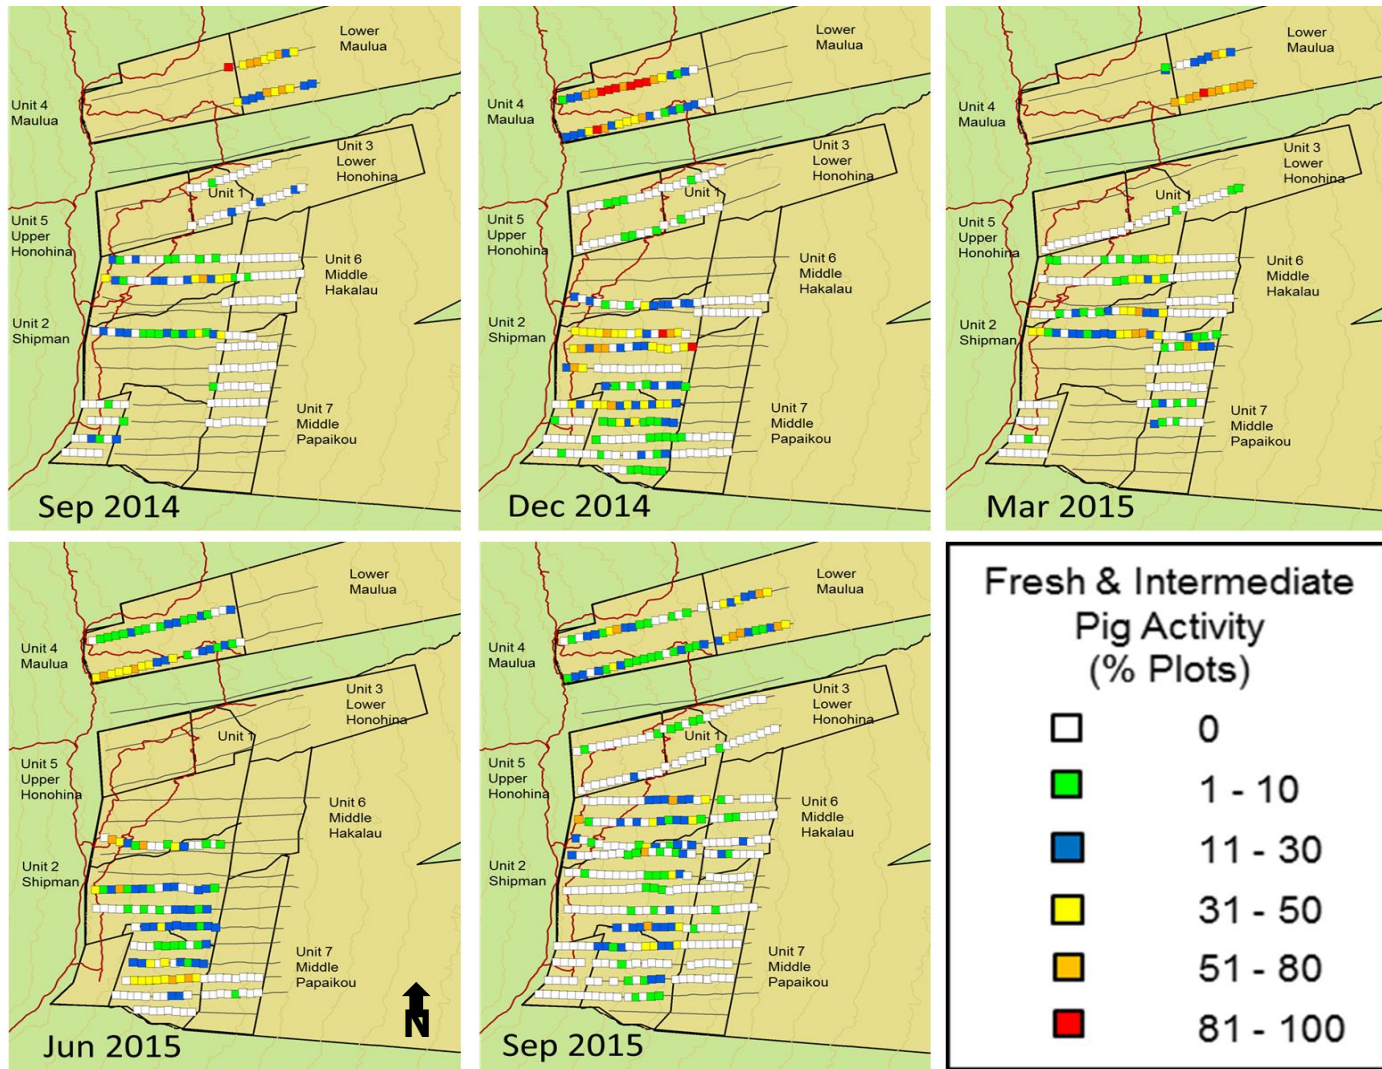 Lower
Maulua
Unit 4
Maulua
Unit 3
Lower
Honohina
Unit 1
Unit 5
Upper
Honohina
Unit 6
Middle
Hakalau
Unit 2
Shipman
Unit 7
Middle
Papaikou
Sep 2014
Lower
Maulua
Unit 4
Maulua
Unit 3
Lower
Honohina
Unit 1
Unit 5
Upper
Honohina
Unit 6
Middle
Hakalau
Unit 2
Shipman
Unit 7
Middle
Papaikou
Dec 2014
Lower
Maulua
Unit 4
Maulua
Unit 3
Lower
Honohina
Unit
Unit 5
Upper
Honohina
Unit 6
Middle
Hakalau
Unit 2
Shipman
Unit 7
Middle
Papaikou
Mar 2015
Lower
Maulua
Unit 4
Maulua
Unit 3
Lower
Honohina
Unit 1
Unit 5
Upper
Honohina
Unit 6
Middle
Hakalau
Unit 2
Shipman
Unit 7
Middle
Papaikou
N
Jun 2015
Lower
Maulua
Unit 4
Maulua
Unit 3
Lower
Honohina
Unit 1
Unit 5
Upper
Honohina
Unit 6
Middle
Hakalau
Unit 2
Shipman
Unit 7
Middle
Papaikou
Sep 2015
Fresh & Intermediate
Pig Activity
(% Plots)
0
1 - 10
11 - 30
31 - 50
51 - 80
81 - 100